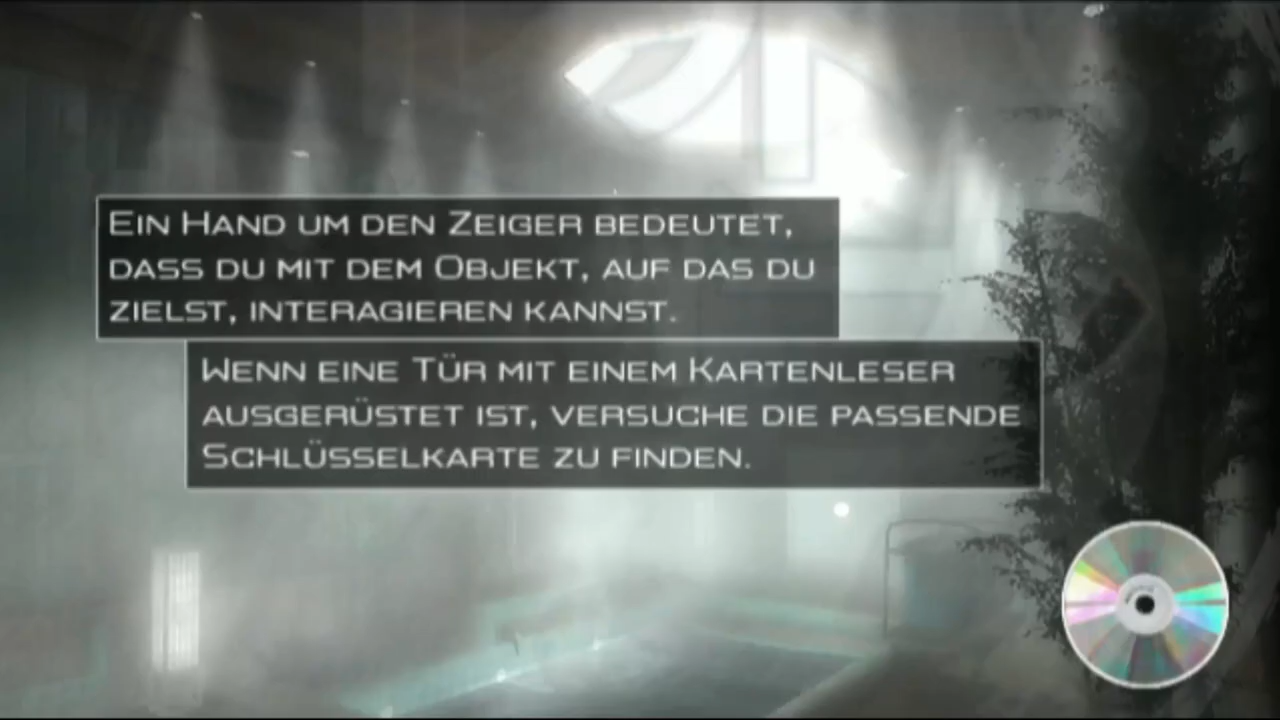 Ein Hand um den Zeiger bedeutet,
dass du mit dem Objekt, auf das du
zielst, interagieren kannst.
Wenn eine Tür mit einem Kartenleser
ausgerüstet ist, versuche die passende
Schlüsselkarte zu finden.